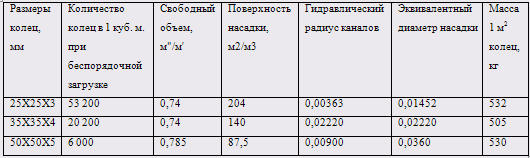 Размеры колец, мм Количество колец в 1 куб. м. при беспорядочной загрузке Свободный объем, м"/м' Поверхность насадки, м2/м3 Гидравлический радиус каналов Эквивалентный диаметр насадки Масса 1 м² колец, кг
25Х25Х3 53 200 0,74 204 0,00363 0,01452 532
35Х35Х4 20 200 0,74 140 0,02220 0,02220 505
50Х50Х5 6 000 0,785 87,5 0,00900 0,0360 530